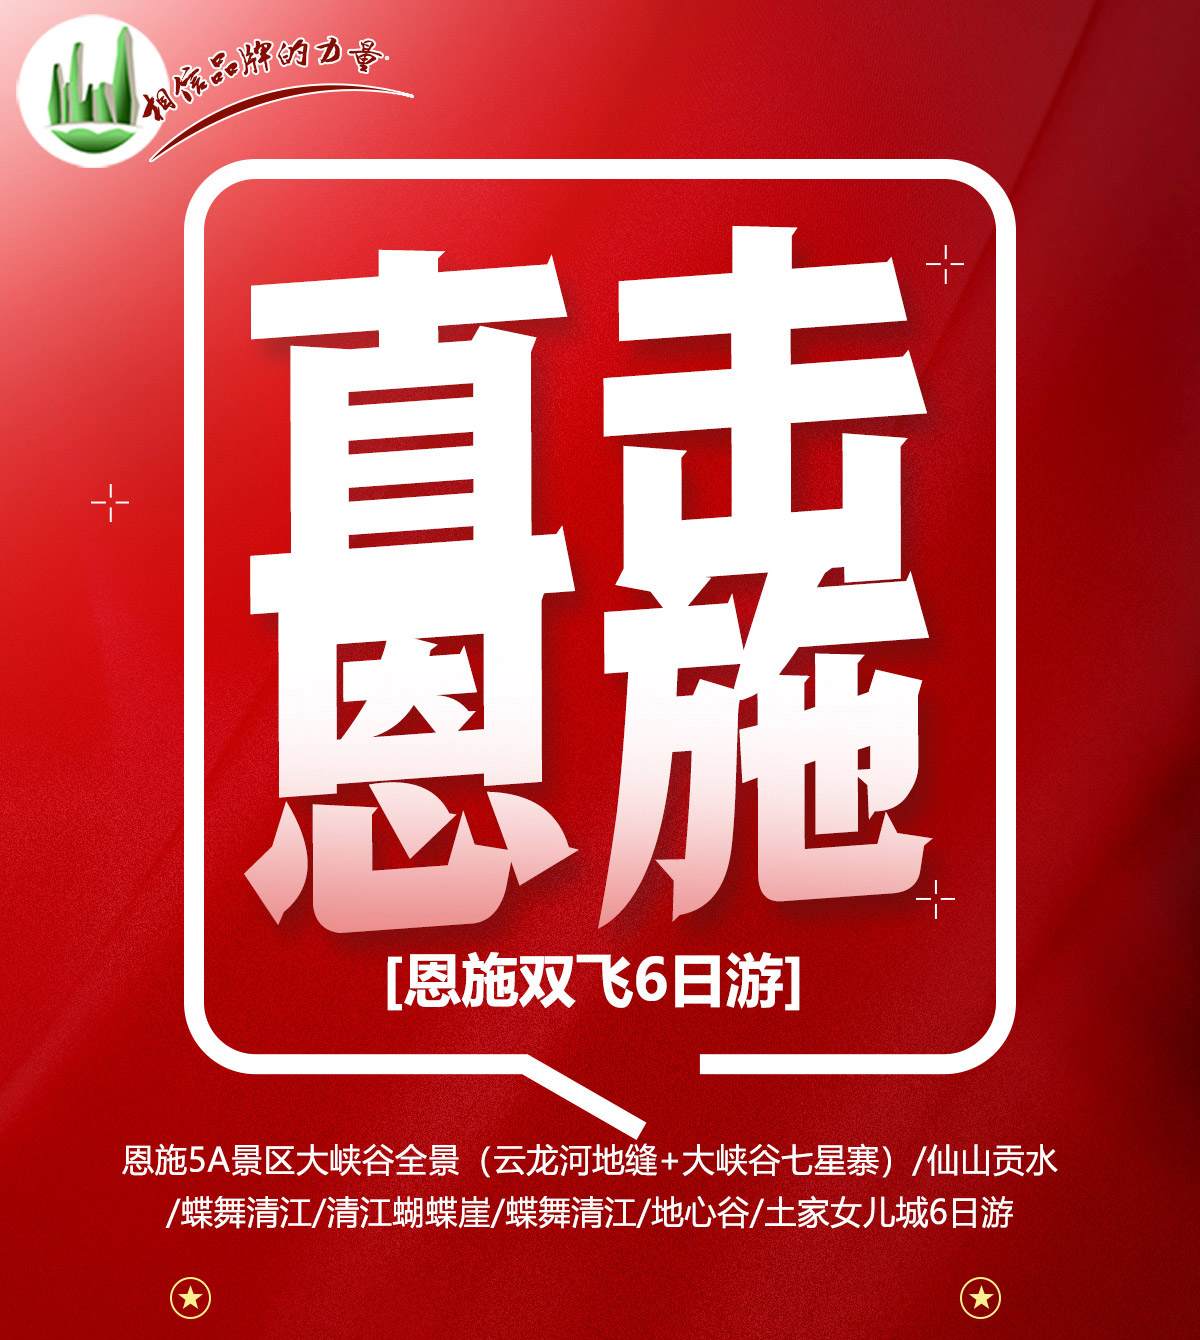 相信品牌的力量
直击
恩施
[恩施双飞6日游]
恩施5A景区大峡谷全景（云龙河地缝+大峡谷七星寨）/仙山贡水
/蝶舞清江/清江蝴蝶崖/蝶舞清江/地心谷/土家女儿城6日游